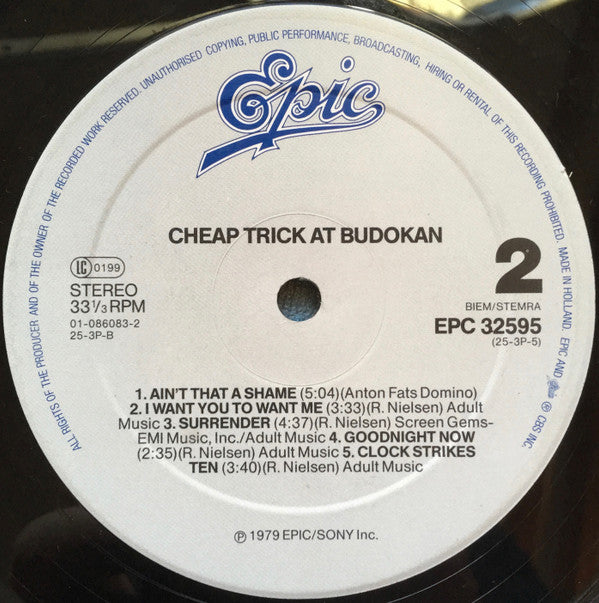 ALL RIGHTS OF THE PRODUCER AND OF THE OWNER OF THE RECORDED WORK RESERVED. UNAUTHORISED COPYING, PUBLIC PERFORMANCE, BROADCASTING, HIRING OR RENTAL OF THIS RECORDING PROHIBITED. MADE IN HOLLAND. EPIC AND Epic ℗ CBS INC.
Epic
CHEAP TRICK AT BUDOKAN
LC 0199
STEREO
33 1/3 RPM
01-086083-2
25-3P-B
2
BIEM/STEMRA
EPC 32595
(25-3P-5)
1. AIN'T THAT A SHAME (5:04)(Anton Fats Domino)
2. I WANT YOU TO WANT ME (3:33)(R. Nielsen) Adult
Music 3. SURRENDER (4:37)(R. Nielsen) Screen Gems-
EMI Music, Inc./Adult Music 4. GOODNIGHT NOW
(2:35)(R. Nielsen) Adult Music 5. CLOCK STRIKES
TEN (3:40)(R. Nielsen) Adult Music
℗ 1979 EPIC/SONY Inc.